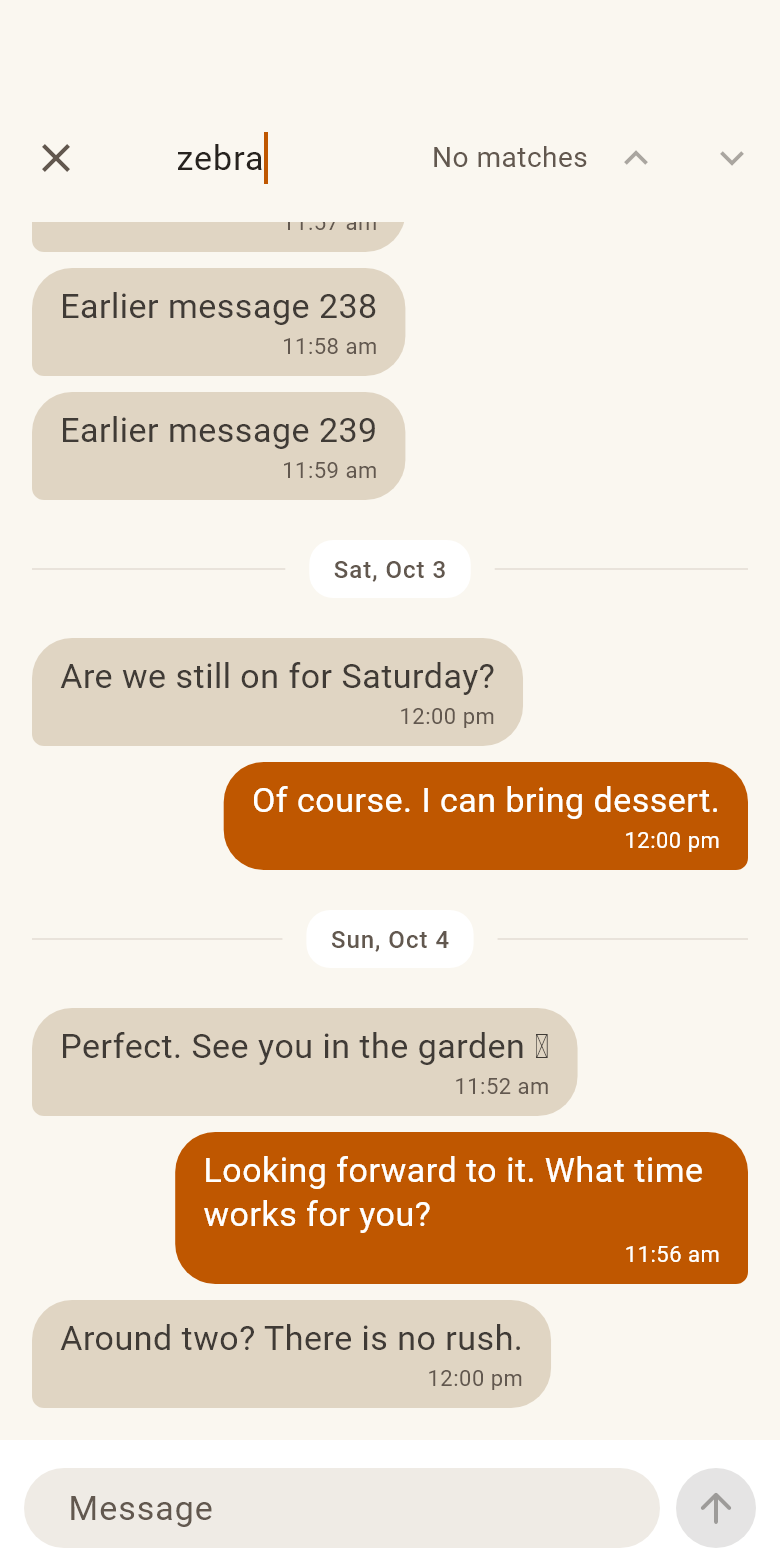 zebra
No matches
11:57 am
Earlier message 238
11:58 am
Earlier message 239
11:59 am
Sat, Oct 3
Are we still on for Saturday?
12:00 pm
Of course. I can bring dessert.
12:00 pm
Sun, Oct 4
Perfect. See you in the garden
11:52 am
Looking forward to it. What time
works for you?
11:56 am
Around two? There is no rush.
12:00 pm
Message